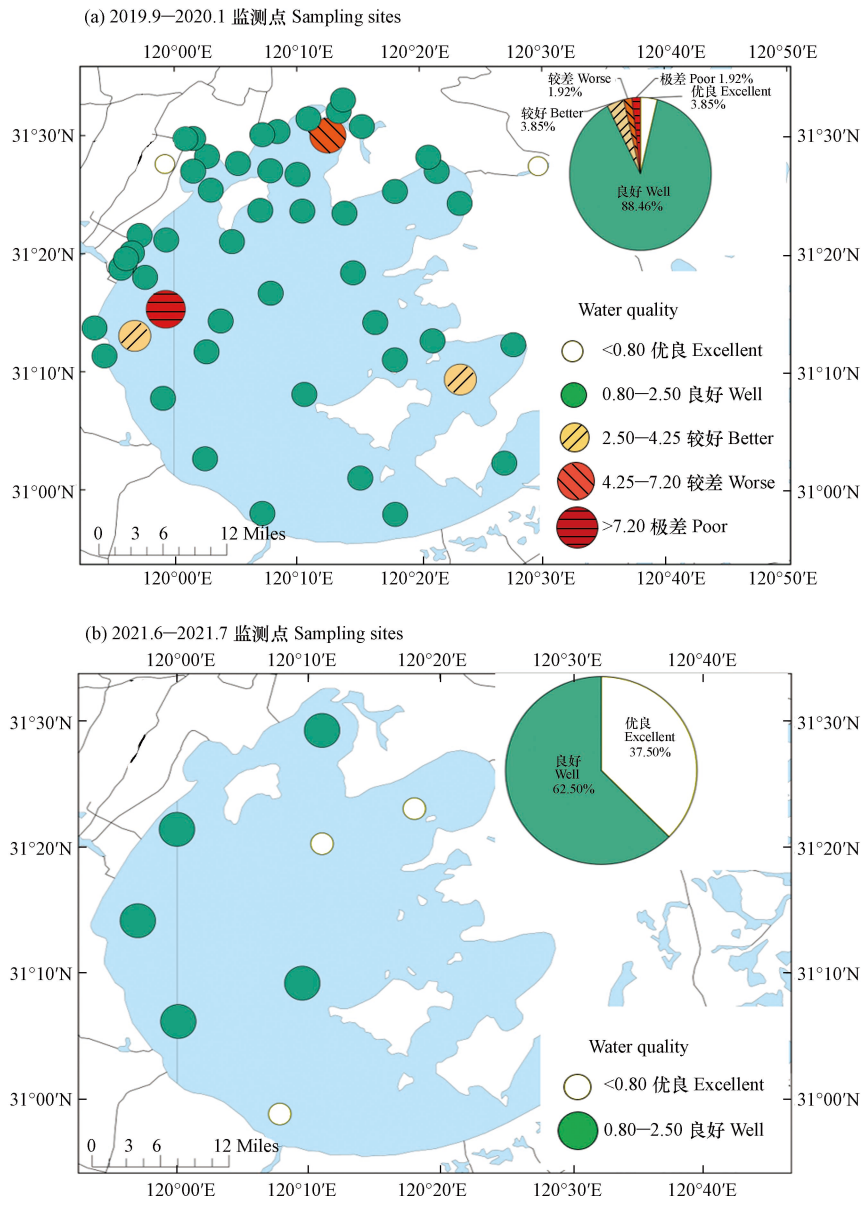 (a) 2019.9—2020.1 监测点 Sampling sites
120°00′E 120°10′E 120°20′E 120°30′E 120°40′E 120°50′E
较差 Worse
1.92%
极差 Poor 1.92%
优良 Excellent
3.85%
较好 Better
3.85%
良好 Well
88.46%
31°30′N 31°30′N
31°20′N 31°20′N
31°10′N 31°10′N
31°00′N 31°00′N
Water quality
<0.80 优良 Excellent
0.80—2.50 良好 Well
2.50—4.25 较好 Better
4.25—7.20 较差 Worse
>7.20 极差 Poor
0 3 6 12 Miles
120°00′E 120°10′E 120°20′E 120°30′E 120°40′E 120°50′E
(b) 2021.6—2021.7 监测点 Sampling sites
120°00′E 120°10′E 120°20′E 120°30′E 120°40′E
优良
Excellent
37.50%
良好
Well
62.50%
31°30′N 31°30′N
31°20′N 31°20′N
31°10′N 31°10′N
31°00′N 31°00′N
Water quality
<0.80 优良 Excellent
0.80—2.50 良好 Well
0 3 6 12 Miles
120°00′E 120°10′E 120°20′E 120°30′E 120°40′E